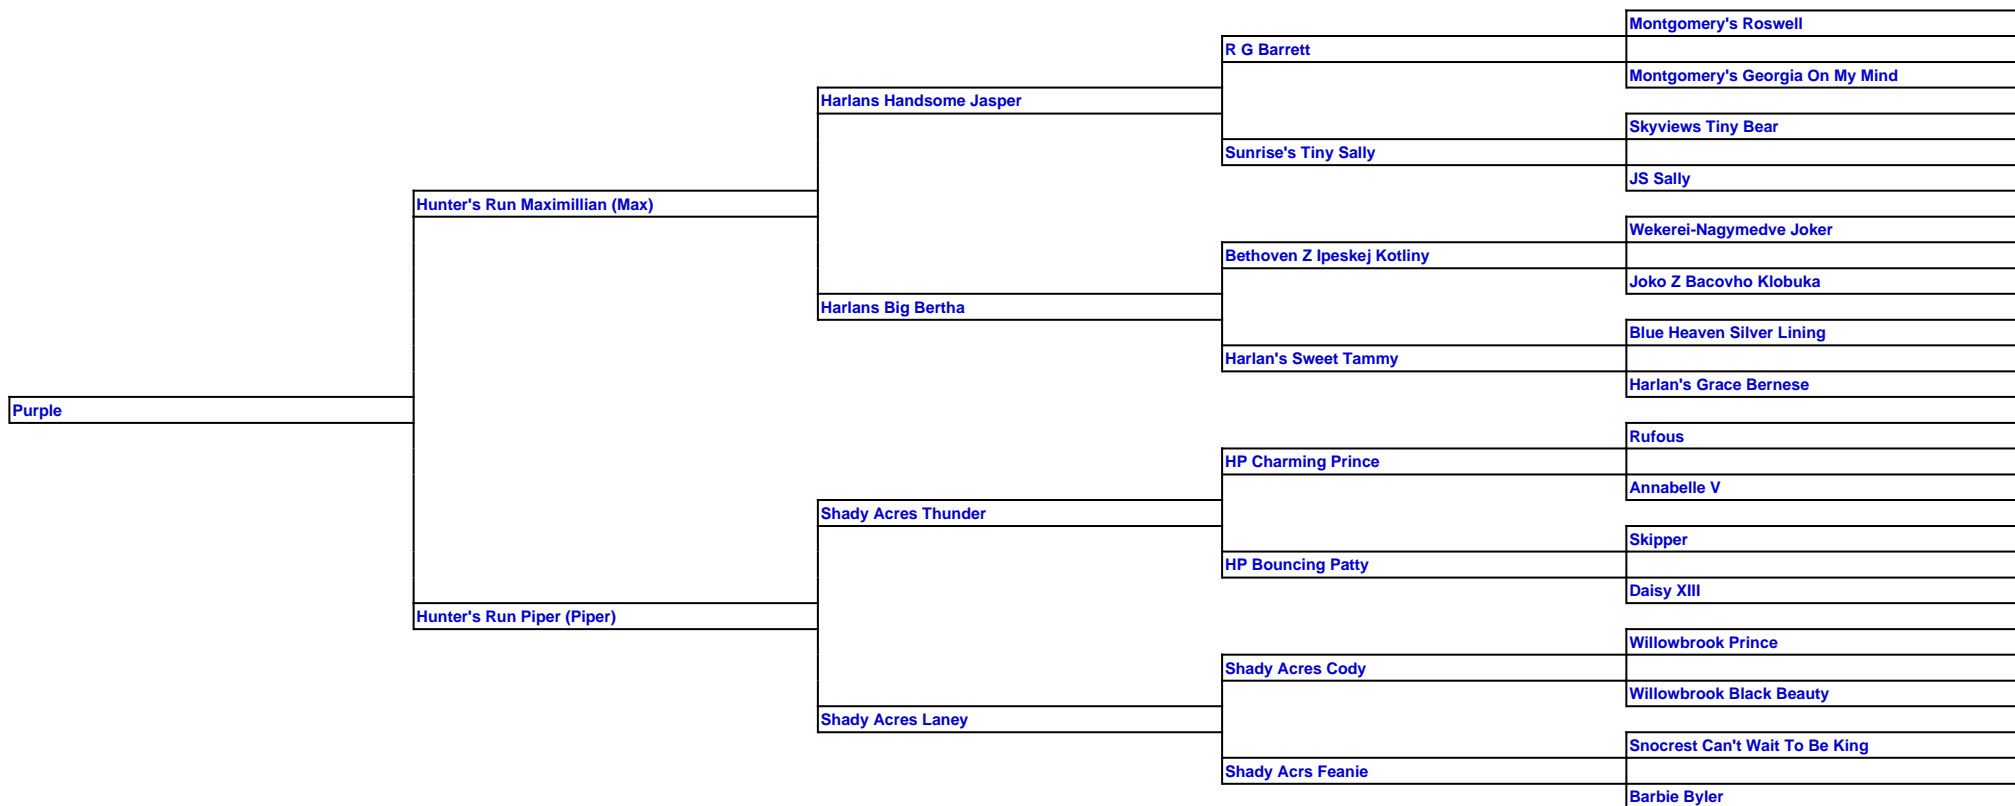 Montgomery's Roswell
R G Barrett
Montgomery's Georgia On My Mind
Harlans Handsome Jasper
Skyviews Tiny Bear
Sunrise's Tiny Sally
JS Sally
Hunter's Run Maximillian (Max)
Wekerei-Nagymedve Joker
Bethoven Z Ipeskej Kotliny
Joko Z Bacovho Klobuka
Harlans Big Bertha
Blue Heaven Silver Lining
Harlan's Sweet Tammy
Harlan's Grace Bernese
Purple
Rufous
HP Charming Prince
Annabelle V
Shady Acres Thunder
Skipper
HP Bouncing Patty
Daisy XIII
Hunter's Run Piper (Piper)
Willowbrook Prince
Shady Acres Cody
Willowbrook Black Beauty
Shady Acres Laney
Snocrest Can't Wait To Be King
Shady Acrs Feanie
Barbie Byler